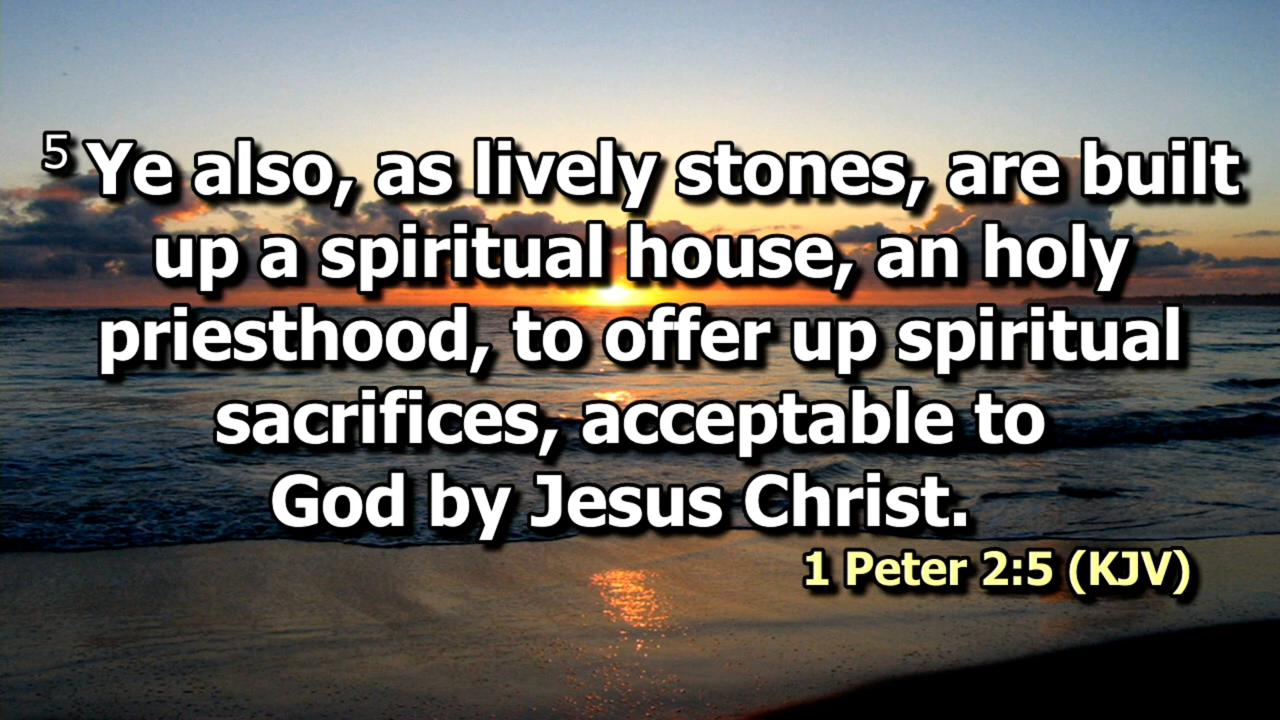 5 Ye also, as lively stones, are built
up a spiritual house, an holy
priesthood, to offer up spiritual
sacrifices, acceptable to
God by Jesus Christ.
1 Peter 2:5 (KJV)